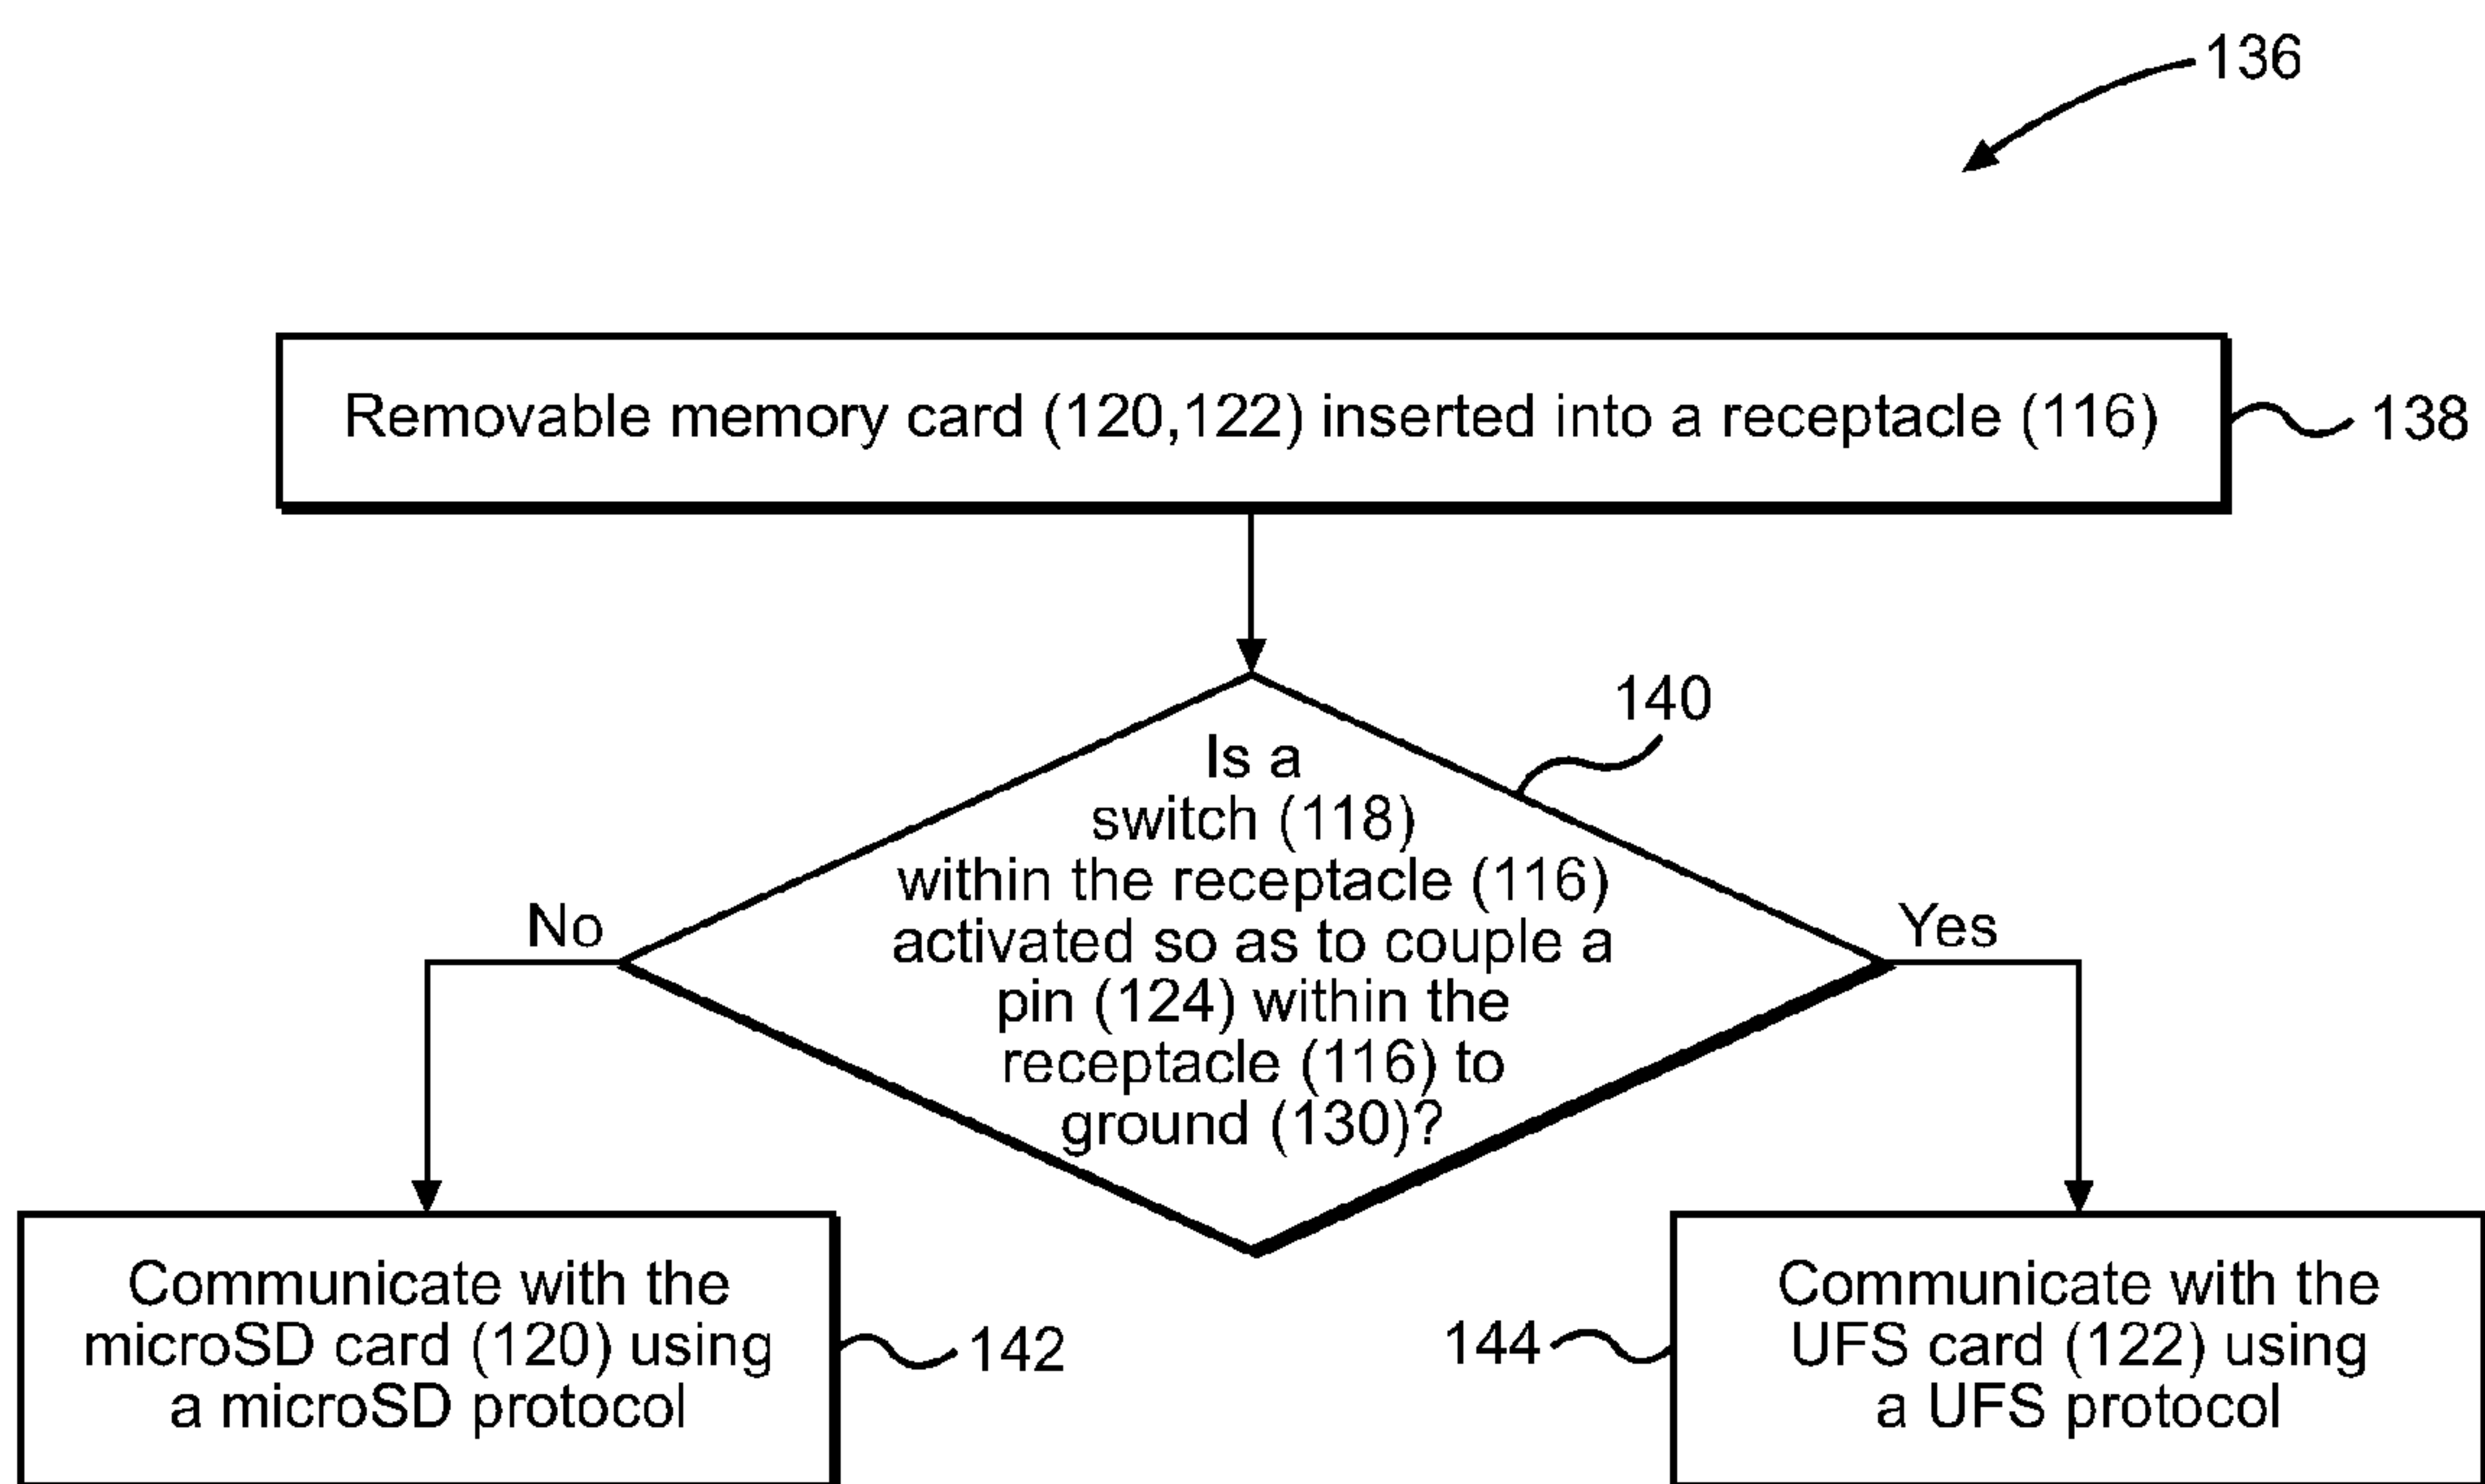 136
Removable memory card (120,122) inserted into a receptacle (116)
138
140
Is a
switch (118)
within the receptacle (116)
activated so as to couple a
pin (124) within the
receptacle (116) to
ground (130)?
No
Yes
Communicate with the
microSD card (120) using
a microSD protocol
142
144
Communicate with the
UFS card (122) using
a UFS protocol